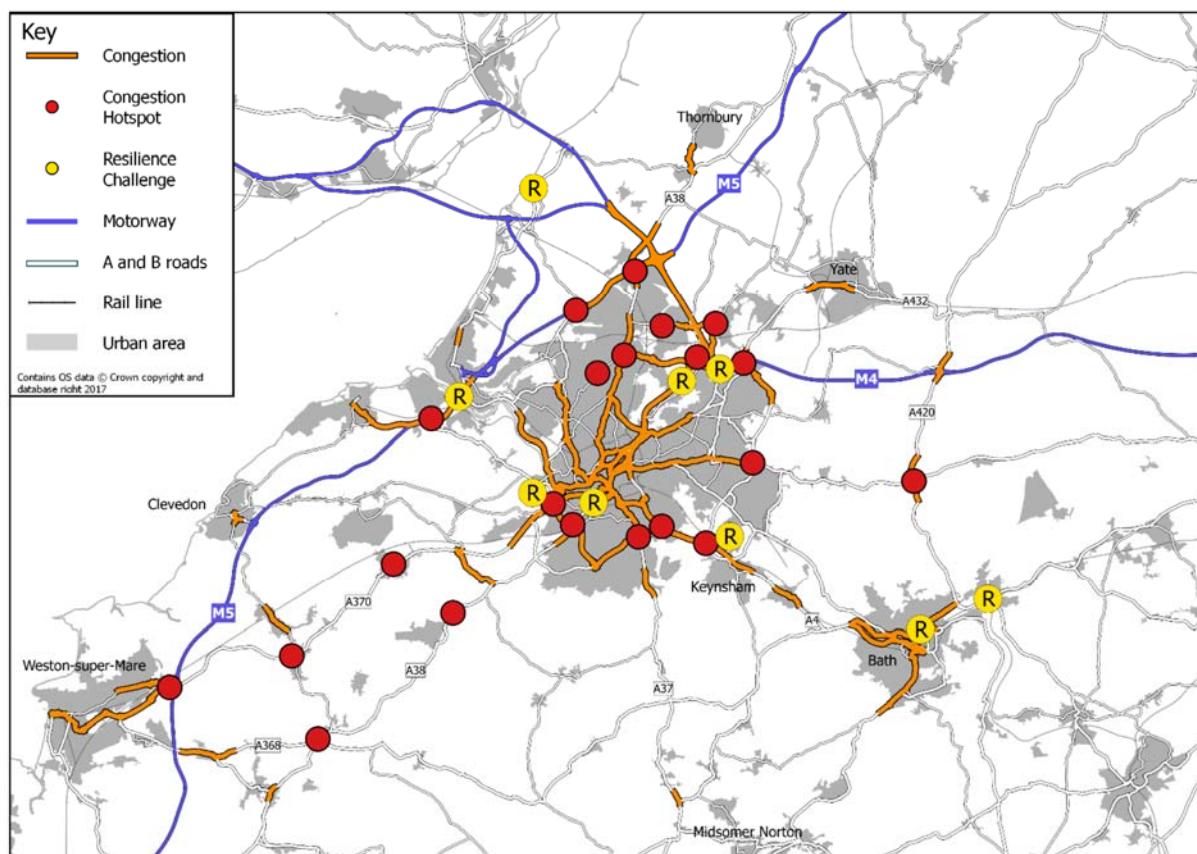 Key
Congestion
Congestion
Hotspot
Resilience
Challenge
Motorway
A and B roads
Rail line
Urban area
Contains OS data © Crown copyright and
database right 2017
Thornbury
R
M5
A38
Yate
A432
R
R
R
M4
A420
Clevedon
R
R
R
Keynsham
A370
M5
A4
R
R
Weston-super-Mare
A38
Bath
A37
A368
Midsomer Norton